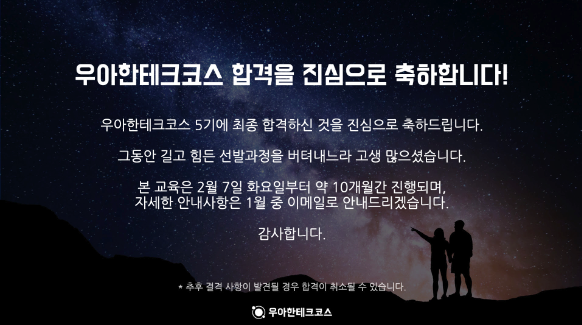 우아한테크코스 합격을 진심으로 축하합니다!
우아한테크코스 5기에 최종 합격하신 것을 진심으로 축하드립니다.
그동안 길고 힘든 선발과정을 버텨내느라 고생 많으셨습니다.
본 교육은 2월 7일 화요일부터 약 10개월간 진행되며,
자세한 안내사항은 1월 중 이메일로 안내드리겠습니다.
감사합니다.
* 추후 결격 사항이 발견될 경우 합격이 취소될 수 있습니다.
우아한테크코스